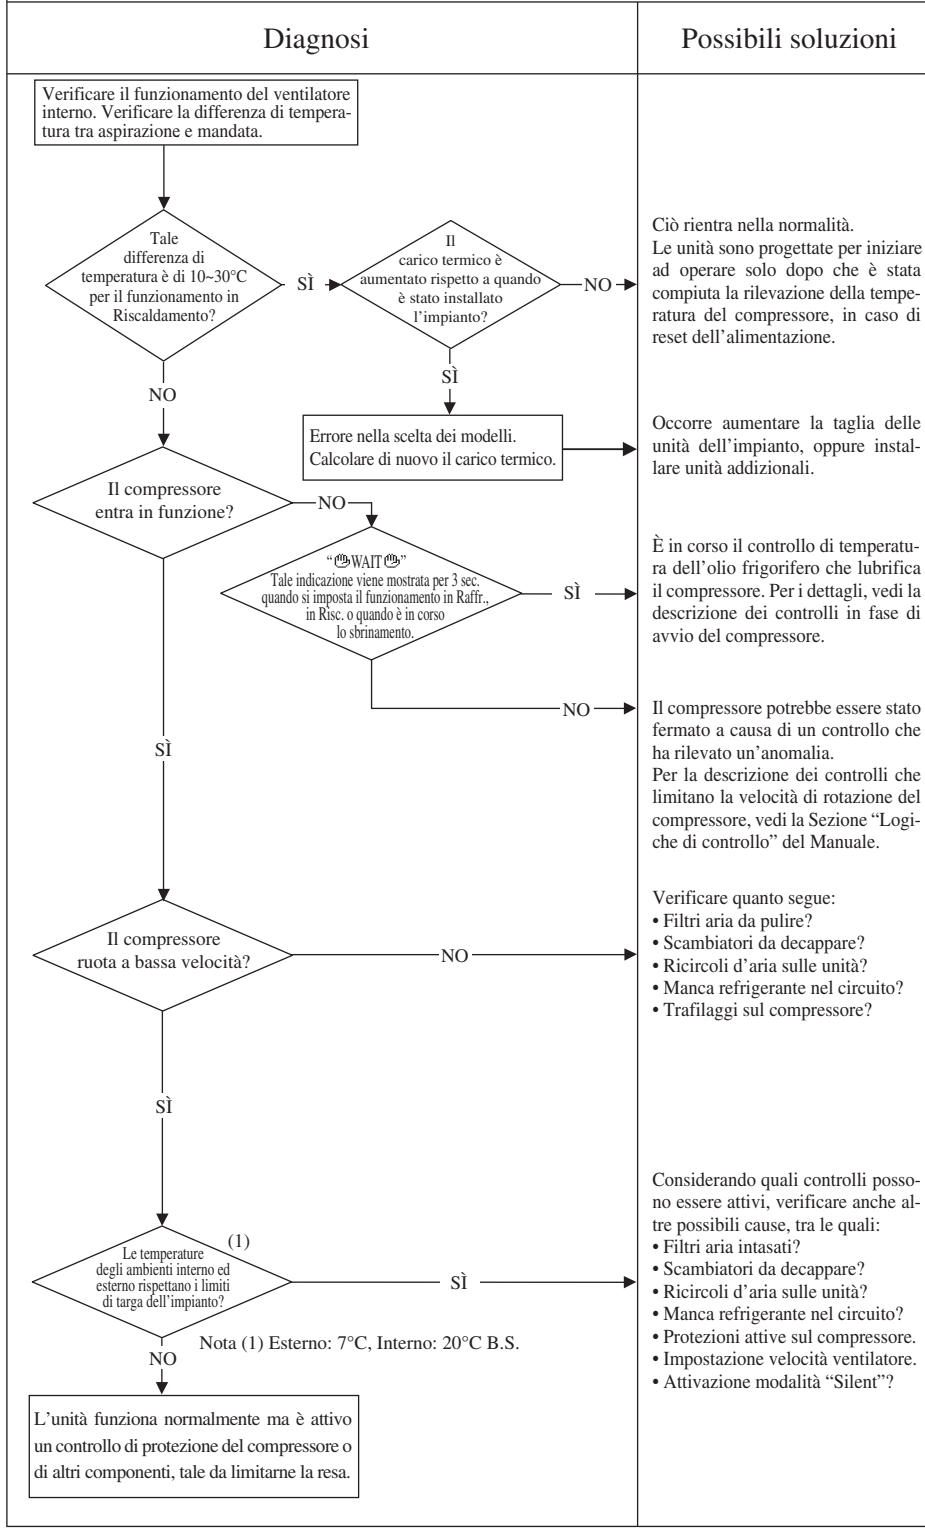 Diagnosi
Possibili soluzioni
Verificare il funzionamento del ventilatore
interno. Verificare la differenza di tempera-
tura tra aspirazione e mandata.
Tale
differenza di
temperatura è di 10~30°C
per il funzionamento in
Riscaldamento?
SÌ
Il
carico termico è
aumentato rispetto a quando
è stato installato
l’impianto?
NO
Ciò rientra nella normalità.
Le unità sono progettate per iniziare
ad operare solo dopo che è stata
compiuta la rilevazione della tempe-
ratura del compressore, in caso di
reset dell’alimentazione.
NO
SÌ
Errore nella scelta dei modelli.
Calcolare di nuovo il carico termico.
Occorre aumentare la taglia delle
unità dell’impianto, oppure instal-
lare unità addizionali.
Il compressore
entra in funzione?
NO
“WAIT”
Tale indicazione viene mostrata per 3 sec.
quando si imposta il funzionamento in Raffr.,
in Risc. o quando è in corso
lo sbrinamento.
SÌ
È in corso il controllo di temperatu-
ra dell’olio frigorifero che lubrifica
il compressore. Per i dettagli, vedi la
descrizione dei controlli in fase di
avvio del compressore.
NO
Il compressore potrebbe essere stato
fermato a causa di un controllo che
ha rilevato un’anomalia.
Per la descrizione dei controlli che
limitano la velocità di rotazione del
compressore, vedi la Sezione “Logi-
che di controllo” del Manuale.
SÌ
Il compressore
ruota a bassa velocità?
NO
Verificare quanto segue:
• Filtri aria da pulire?
• Scambiatori da decappare?
• Ricircoli d’aria sulle unità?
• Manca refrigerante nel circuito?
• Trafilaggi sul compressore?
SÌ
(1)
Le temperature
degli ambienti interno ed
esterno rispettano i limiti
di targa dell’impianto?
SÌ
Considerando quali controlli posso-
no essere attivi, verificare anche al-
tre possibili cause, tra le quali:
• Filtri aria intasati?
• Scambiatori da decappare?
• Ricircoli d’aria sulle unità?
• Manca refrigerante nel circuito?
• Protezioni attive sul compressore.
• Impostazione velocità ventilatore.
• Attivazione modalità “Silent”?
Nota (1) Esterno: 7°C, Interno: 20°C B.S.
NO
L’unità funziona normalmente ma è attivo
un controllo di protezione del compressore o
di altri componenti, tale da limitarne la resa.